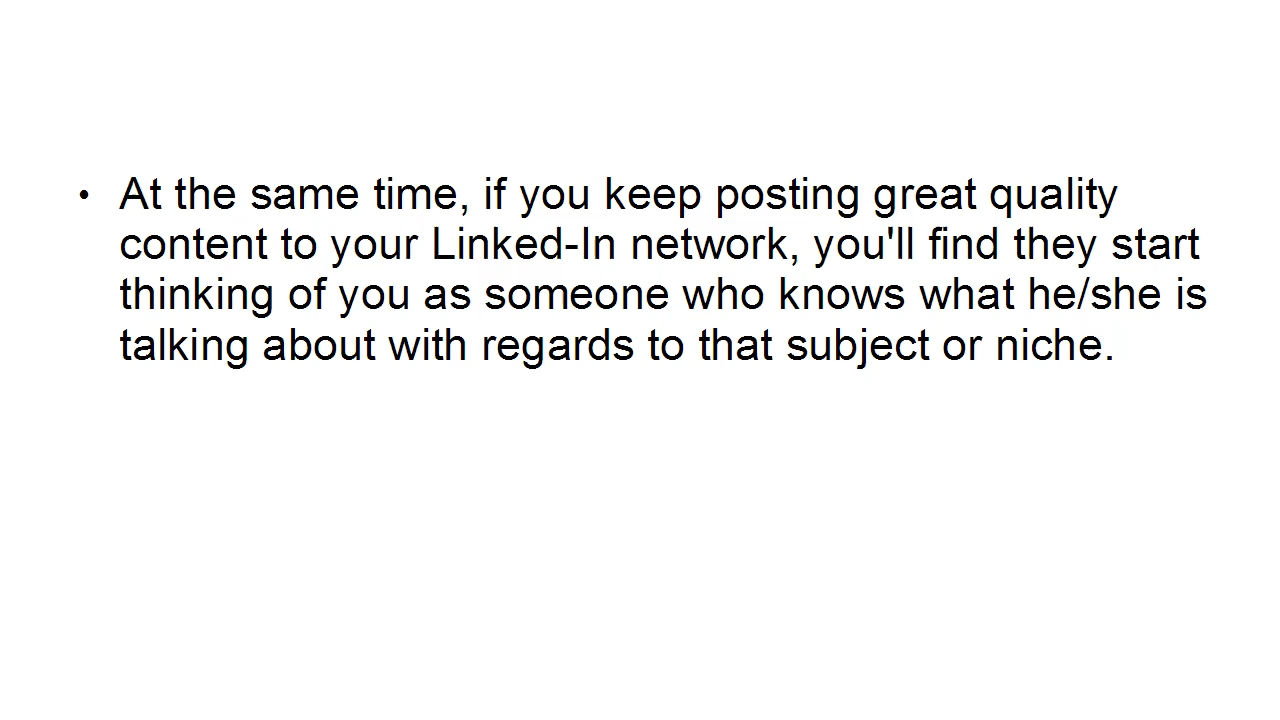 • At the same time, if you keep posting great quality
content to your Linked-In network, you'll find they start
thinking of you as someone who knows what he/she is
talking about with regards to that subject or niche.